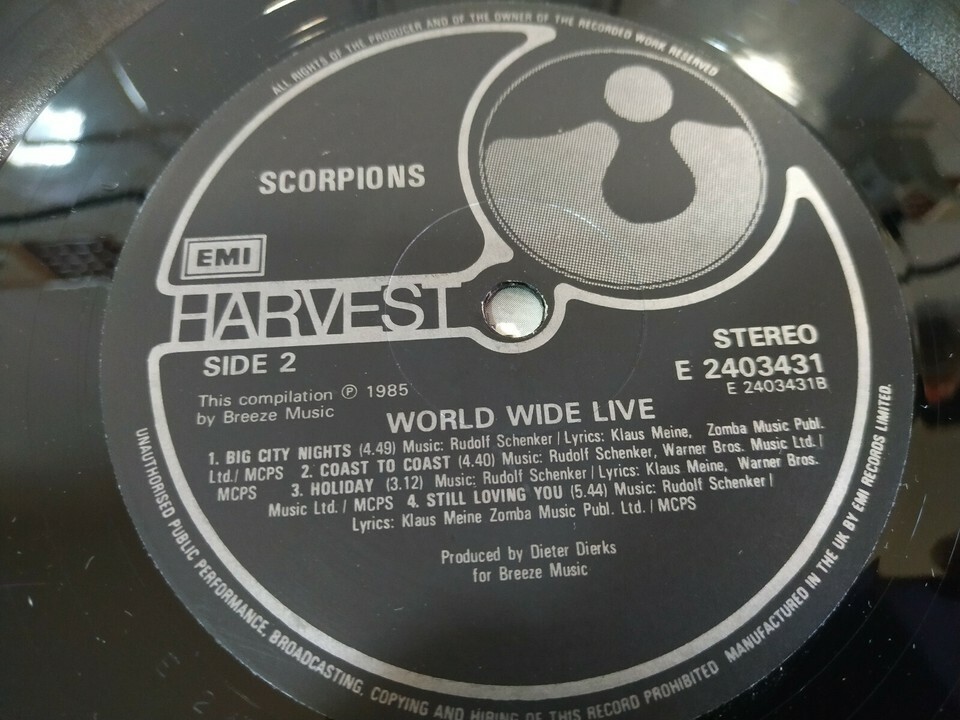 ALL RIGHTS OF THE PRODUCER AND OF THE OWNER OF THE RECORDED WORK RESERVED
SCORPIONS
EMI
HARVEST
SIDE 2
STEREO
E 2403431
E 2403431B
This compilation ℗ 1985
by Breeze Music
WORLD WIDE LIVE
1. BIG CITY NIGHTS (4.49) Music: Rudolf Schenker / Lyrics: Klaus Meine, Zomba Music Publ.
Ltd./ MCPS 2. COAST TO COAST (4.40) Music: Rudolf Schenker, Warner Bros. Music Ltd./
MCPS 3. HOLIDAY (3.12) Music: Rudolf Schenker / Lyrics: Klaus Meine, Warner Bros.
Music Ltd. / MCPS 4. STILL LOVING YOU (5.44) Music: Rudolf Schenker /
Lyrics: Klaus Meine Zomba Music Publ. Ltd. / MCPS
Produced by Dieter Dierks
for Breeze Music
UNAUTHORISED PUBLIC PERFORMANCE, BROADCASTING, COPYING AND HIRING OF THIS RECORD PROHIBITED MANUFACTURED IN THE UK BY EMI RECORDS LIMITED.